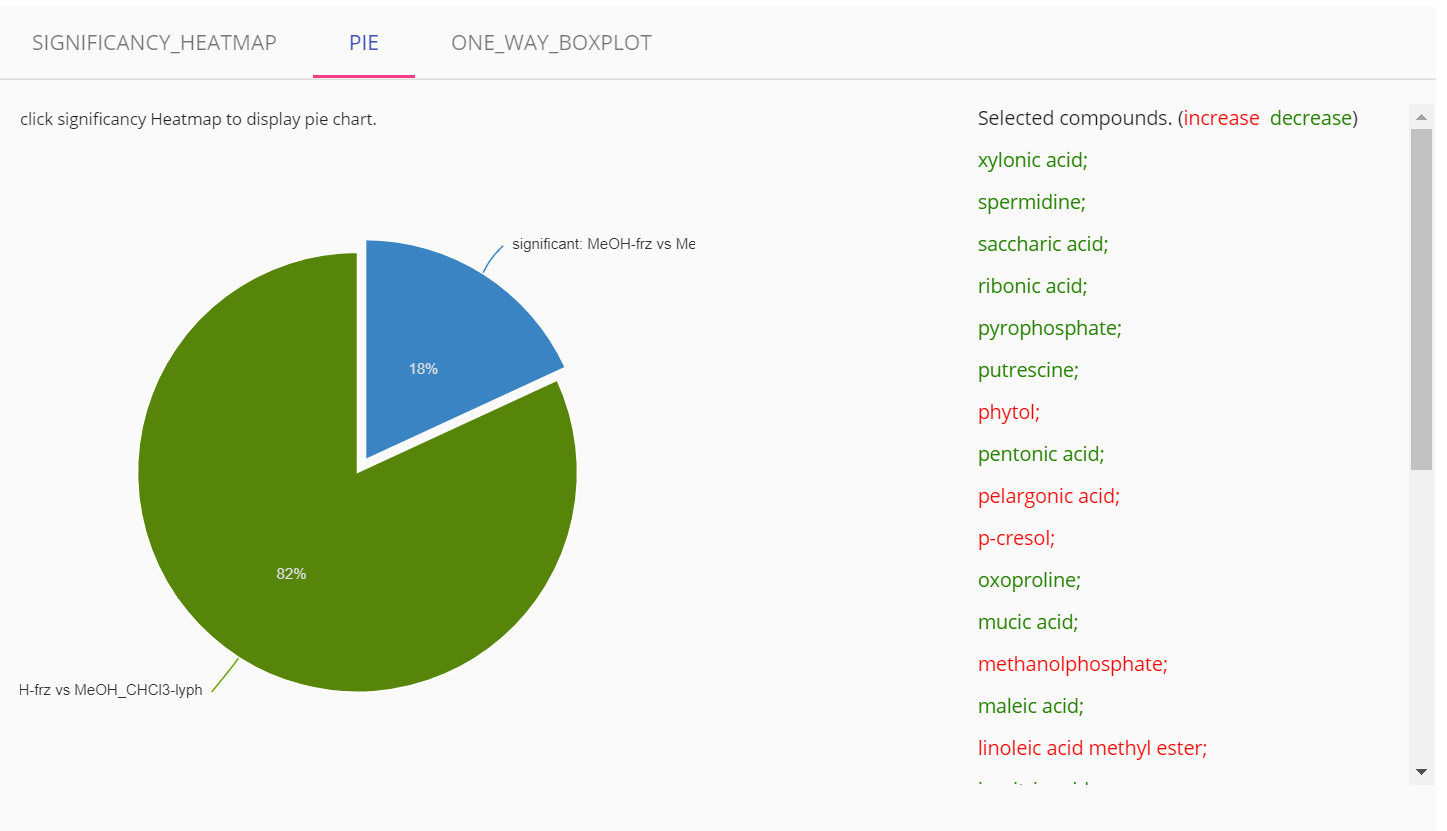 SIGNIFICANCY_HEATMAP PIE ONE_WAY_BOXPLOT
click significancy Heatmap to display pie chart.
significant: MeOH-frz vs Me
18%
82%
H-frz vs MeOH_CHCl3-lyph
Selected compounds. (increase decrease)
xylonic acid;
spermidine;
saccharic acid;
ribonic acid;
pyrophosphate;
putrescine;
phytol;
pentonic acid;
pelargonic acid;
p-cresol;
oxoproline;
mucic acid;
methanolphosphate;
maleic acid;
linoleic acid methyl ester;